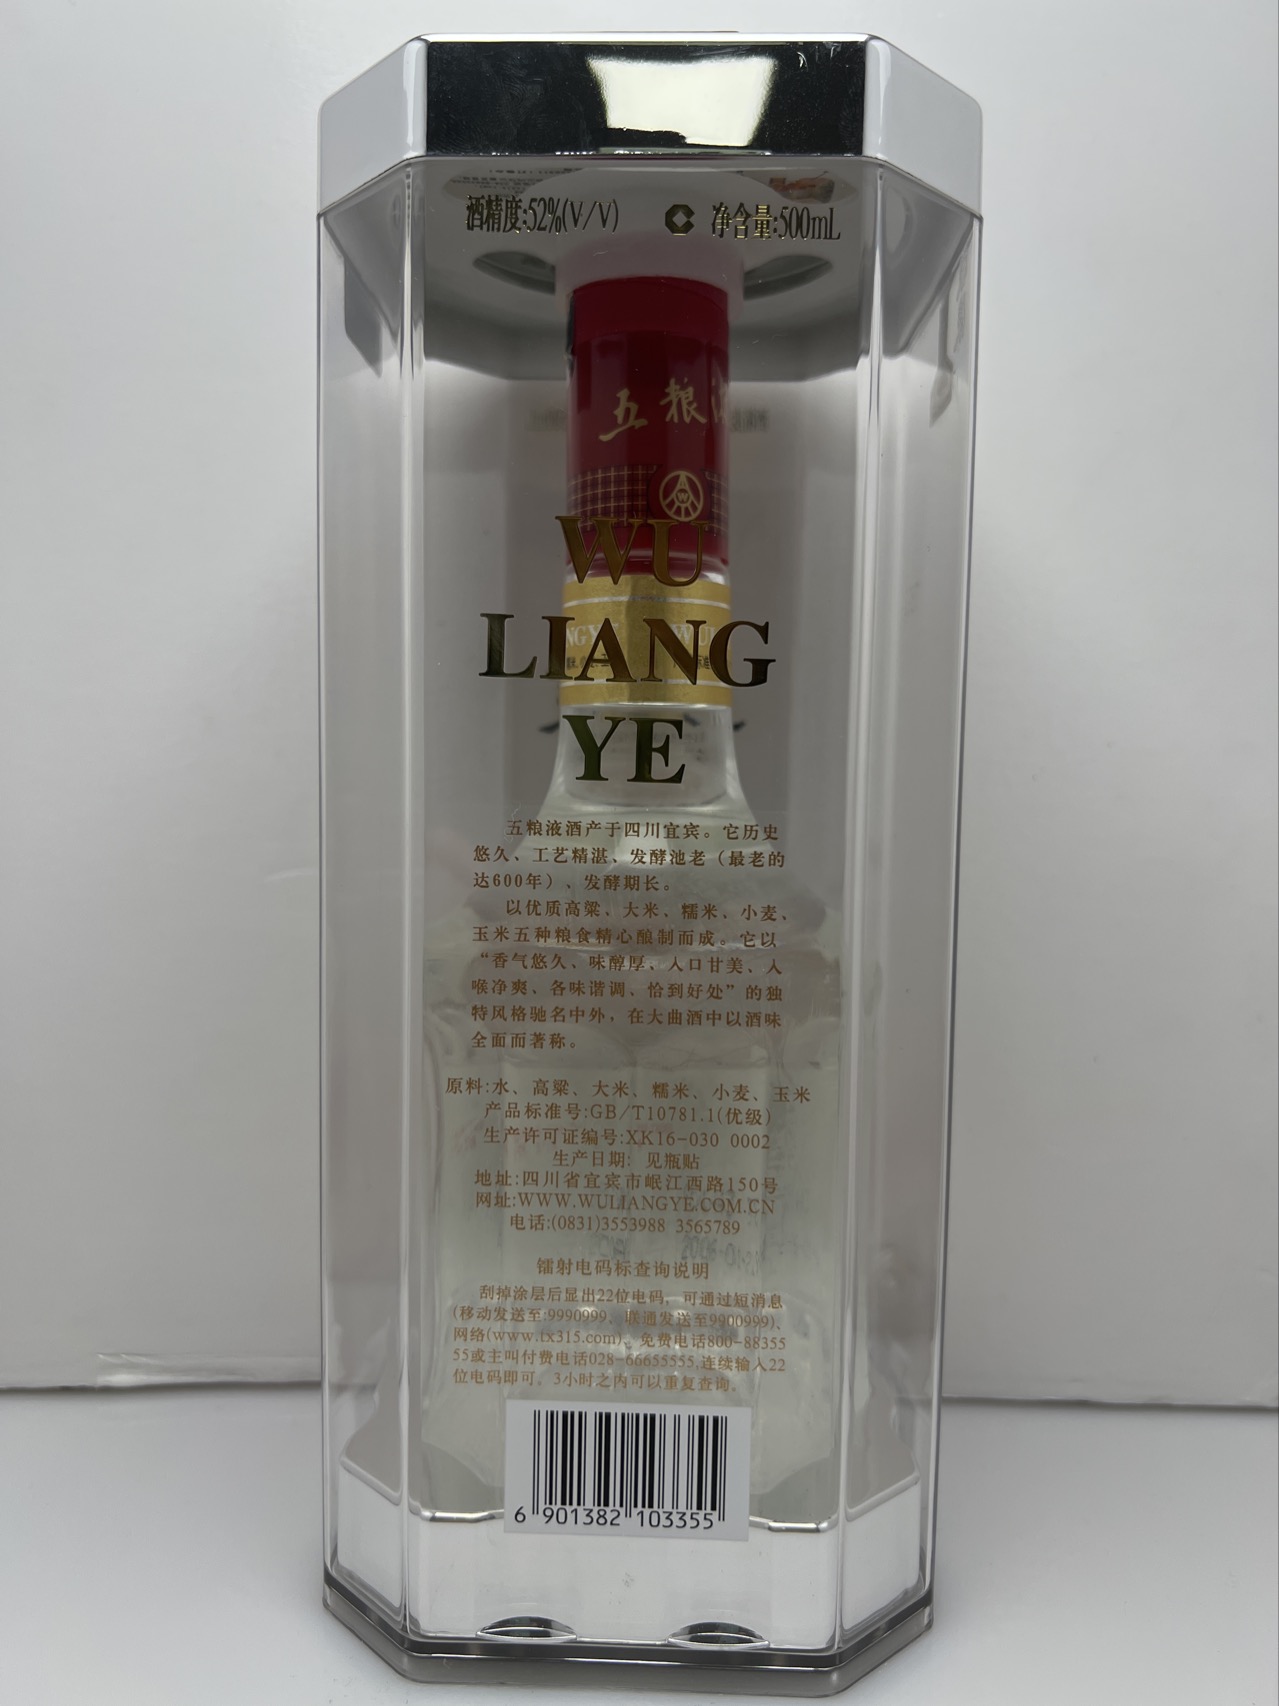 酒精度:52%(V/V) 净含量:500mL
五粮
W
WU
LIANG
YE
五粮液酒产于四川宜宾。它历史
悠久、工艺精湛、发酵池老（最老的
达600年）、发酵期长。
以优质高粱、大米、糯米、小麦、
玉米五种粮食精心酿制而成。它以
“香气悠久、味醇厚、入口甘美、入
喉净爽、各味谐调、恰到好处”的独
特风格驰名中外，在大曲酒中以酒味
全面而著称。
原料:水、高粱、大米、糯米、小麦、玉米
产品标准号:GB/T10781.1(优级)
生产许可证编号:XK16-030 0002
生产日期: 见瓶贴
地址:四川省宜宾市岷江西路150号
网址:WWW.WULIANGYE.COM.CN
电话:(0831)3553988 3565789
镭射电码标查询说明
刮掉涂层后显出22位电码，可通过短消息
(移动发送至:9990999、联通发送至9900999)、
网络(www.tx315.com)、免费电话800-88355
55或主叫付费电话028-66655555,连续输入22
位电码即可。3小时之内可以重复查询。
6 901382 103355